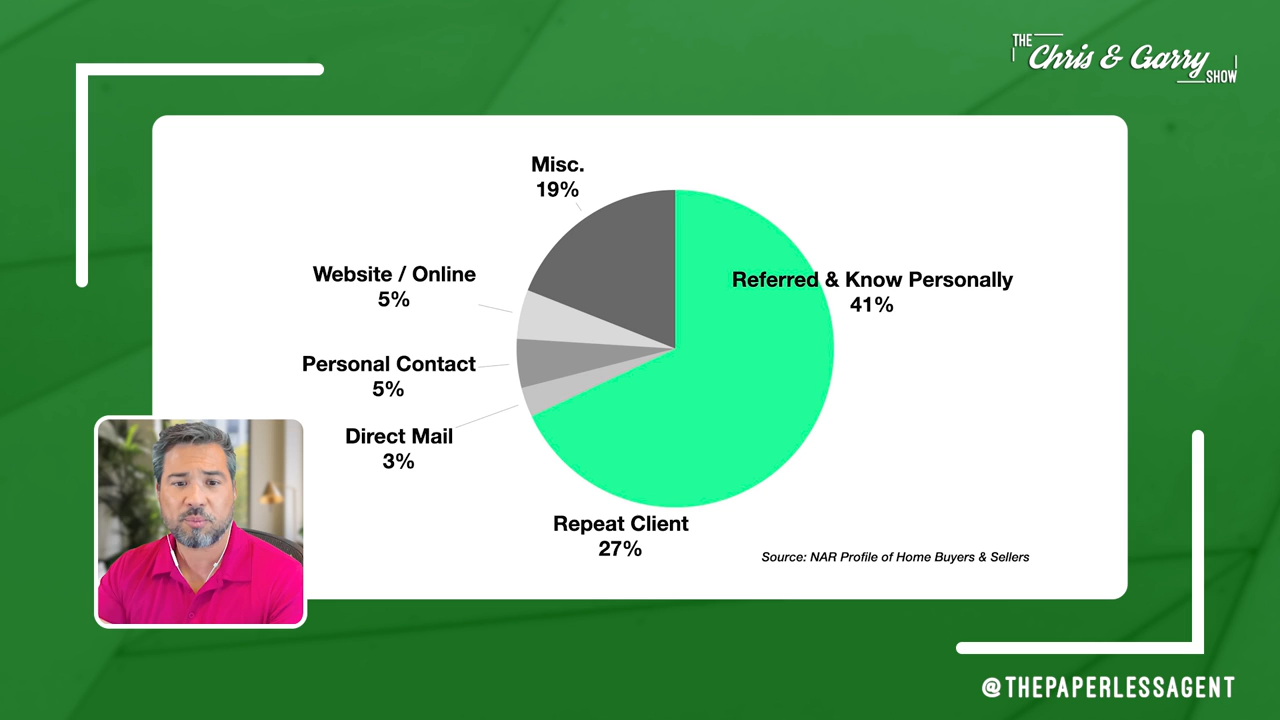 THE
Chris & Garry
SHOW
Misc.
19%
Website / Online
5%
Referred & Know Personally
41%
Personal Contact
5%
Direct Mail
3%
Repeat Client
27%
Source: NAR Profile of Home Buyers & Sellers
@THEPAPERLESSAGENT